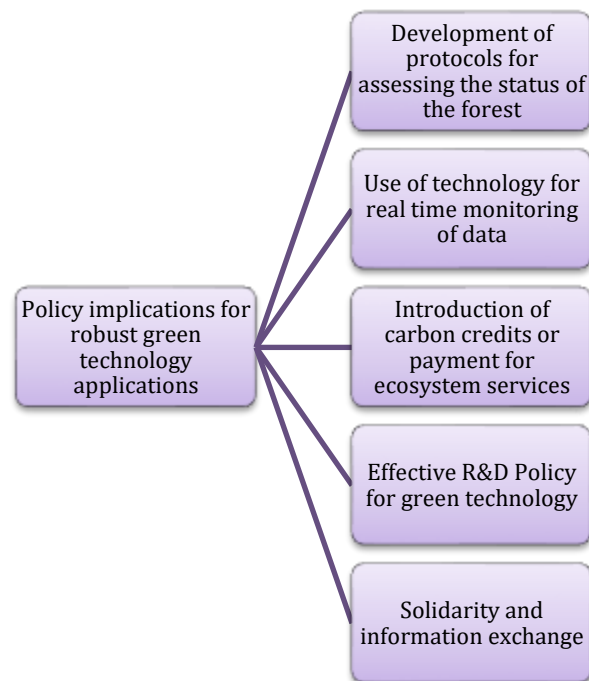 Development of
protocols for
assessing the status of
the forest
Use of technology for
real time monitoring
of data
Policy implications for
robust green
technology
applications
Introduction of
carbon credits or
payment for
ecosystem services
Effective R&D Policy
for green technology
Solidarity and
information exchange